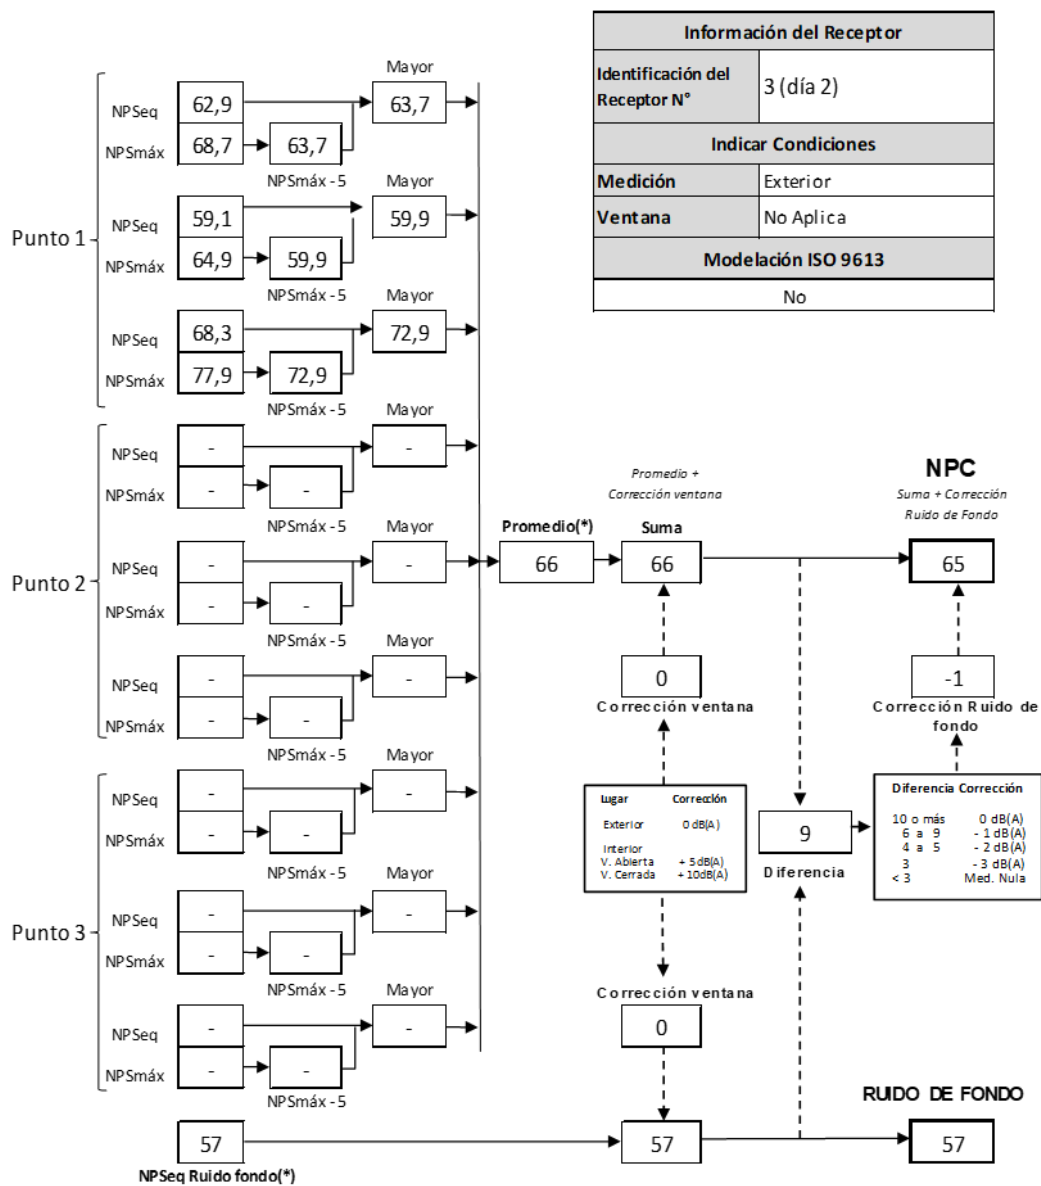 Información del Receptor
Identificación del
Receptor N°
3 (día 2)
Indicar Condiciones
Medición
Exterior
Ventana
No Aplica
Modelación ISO 9613
No
Punto 1
Mayor
NPSeq
62,9
63,7
NPSmáx
68,7
63,7
NPSmáx - 5
Mayor
NPSeq
59,1
59,9
NPSmáx
64,9
59,9
NPSmáx - 5
Mayor
NPSeq
68,3
72,9
NPSmáx
77,9
72,9
NPSmáx - 5
Punto 2
Mayor
NPSeq
-
-
NPSmáx
-
-
NPSmáx - 5
Mayor
NPSeq
-
-
NPSmáx
-
-
NPSmáx - 5
Mayor
NPSeq
-
-
NPSmáx
-
-
NPSmáx - 5
Punto 3
Mayor
NPSeq
-
-
NPSmáx
-
-
NPSmáx - 5
Mayor
NPSeq
-
-
NPSmáx
-
-
NPSmáx - 5
Mayor
NPSeq
-
-
NPSmáx
-
-
NPSmáx - 5
Promedio(*)
66
Promedio +
Corrección ventana
Suma
66
NPC
Suma + Corrección
Ruido de Fondo
65
0
Corrección ventana
-1
Corrección Ruido de
fondo
Lugar Corrección
Exterior 0 dB(A)
Interior
V. Abierta + 5dB(A)
V. Cerrada + 10dB(A)
9
Diferencia
Diferencia Corrección
10 o más 0 dB(A)
6 a 9 - 1 dB(A)
4 a 5 - 2 dB(A)
3 - 3 dB(A)
< 3 Med. Nula
Corrección ventana
0
RUIDO DE FONDO
57
57
57
NPSeq Ruido fondo(*)